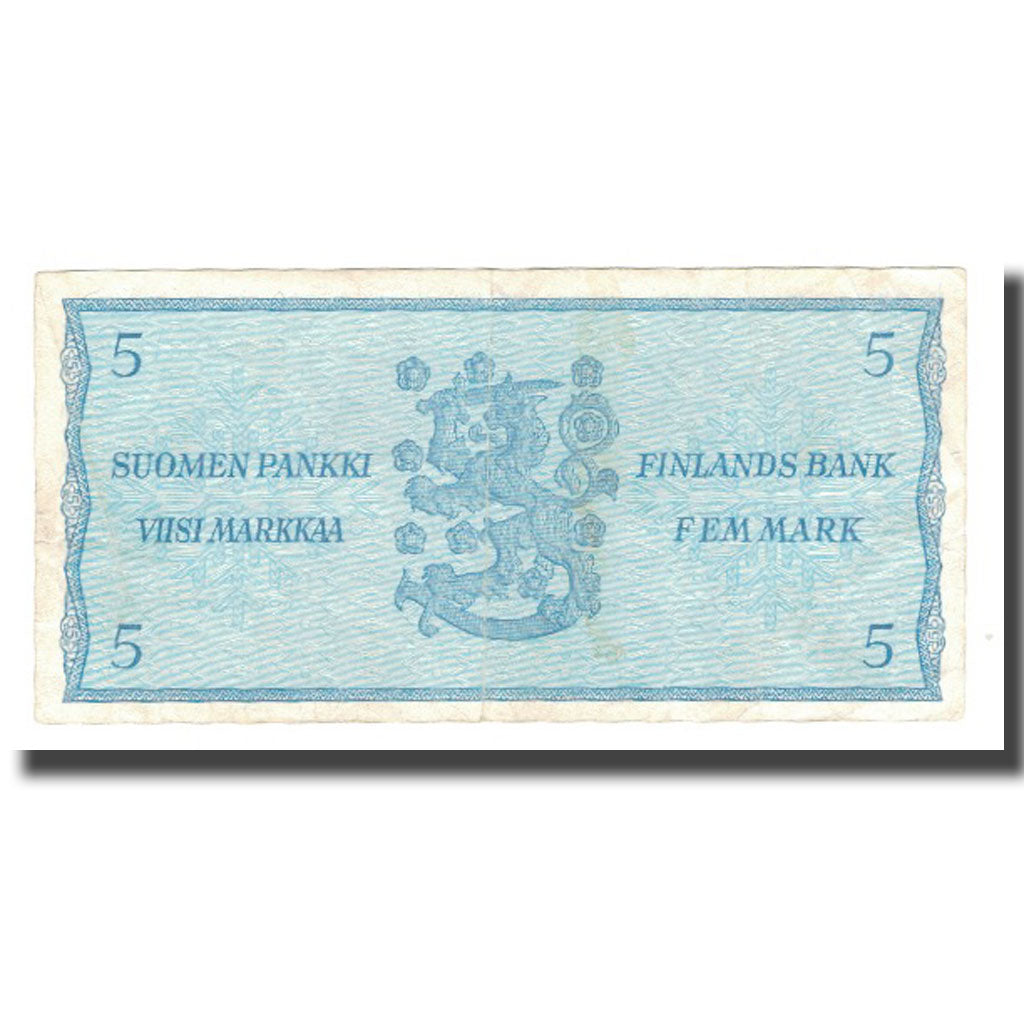 5 5
SUOMEN PANKKI FINLANDS BANK
VIISI MARKKAA FEM MARK
5 5